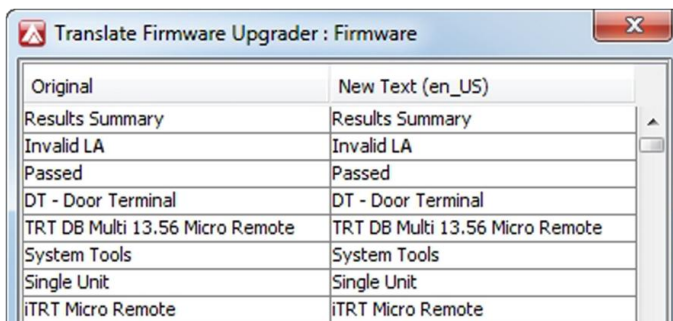 Translate Firmware Upgrader : Firmware
Original New Text (en_US)
Results Summary Results Summary
Invalid LA Invalid LA
Passed Passed
DT - Door Terminal DT - Door Terminal
TRT DB Multi 13.56 Micro Remote TRT DB Multi 13.56 Micro Remote
System Tools System Tools
Single Unit Single Unit
iTRT Micro Remote iTRT Micro Remote